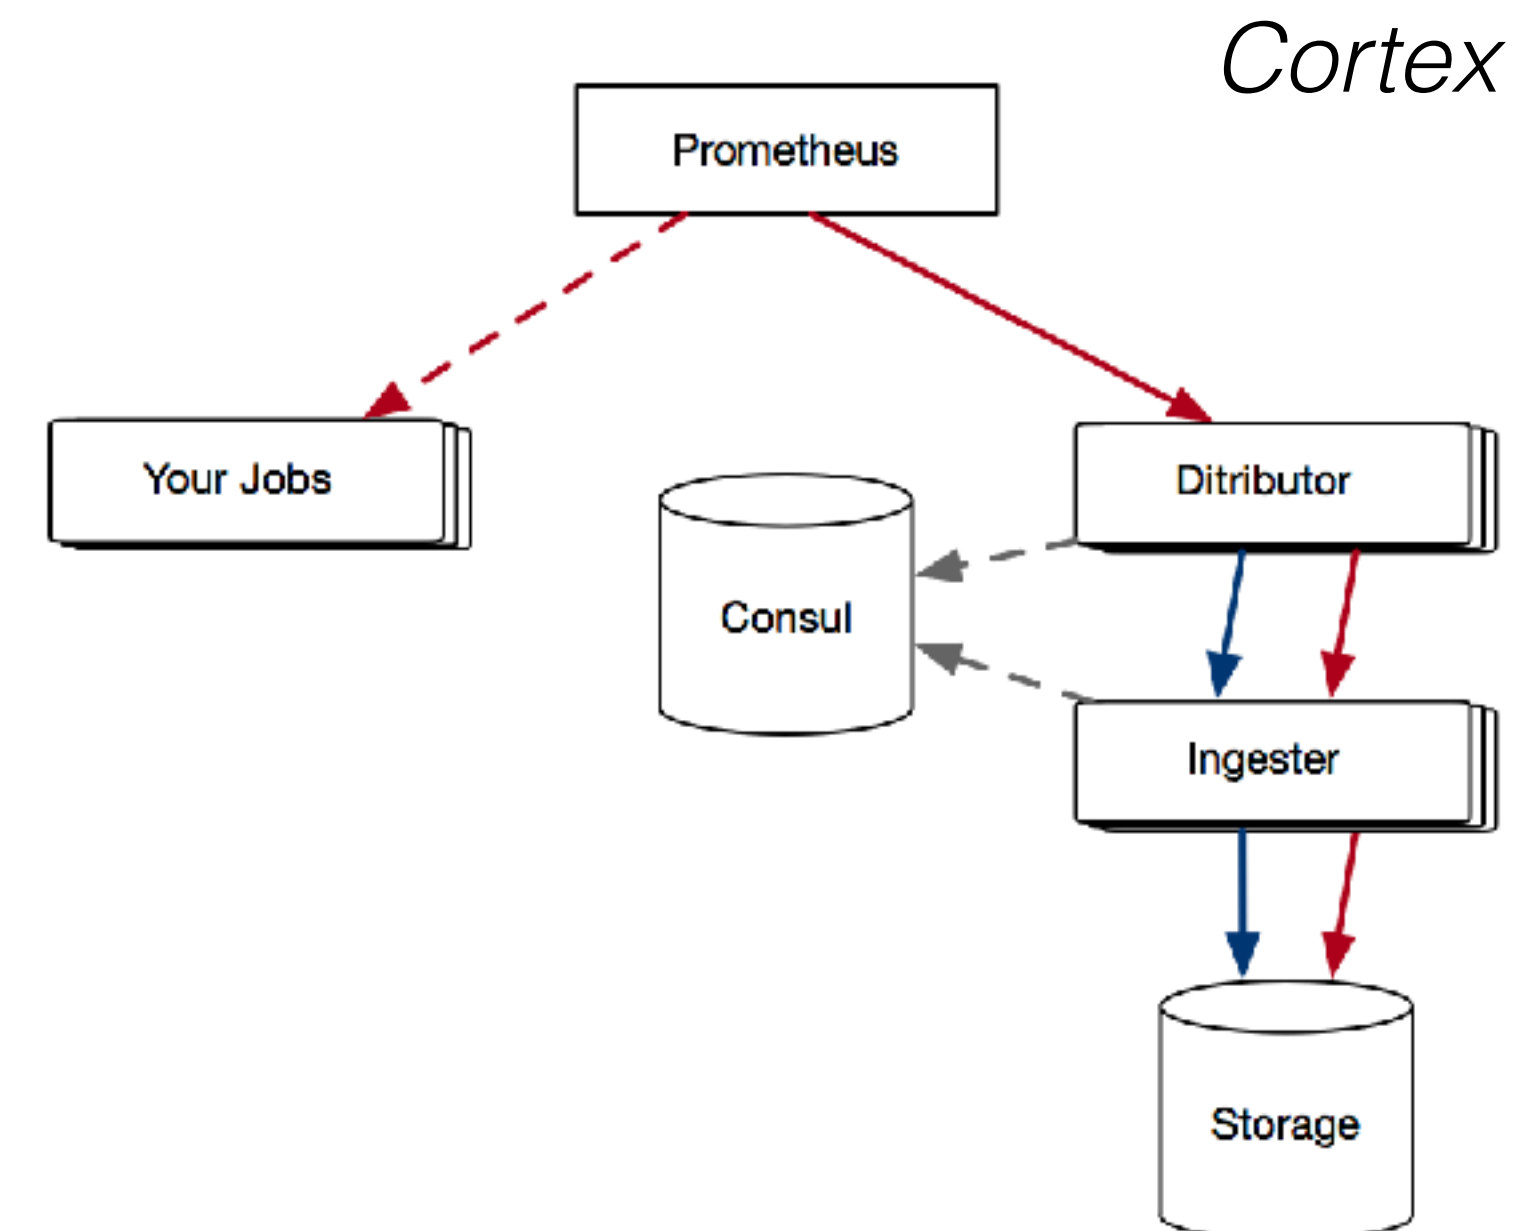 Cortex
Prometheus
Your Jobs
Ditributor
Consul
Ingester
Storage